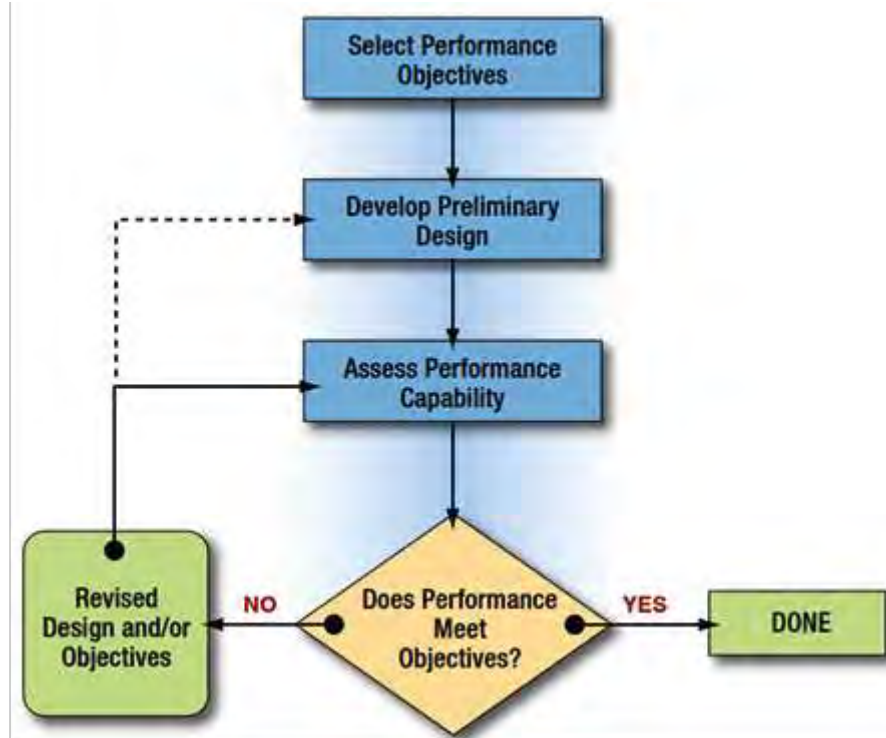 Select Performance
Objectives
Develop Preliminary
Design
Assess Performance
Capability
Does Performance
Meet
Objectives?
NO
YES
Revised
Design and/or
Objectives
DONE